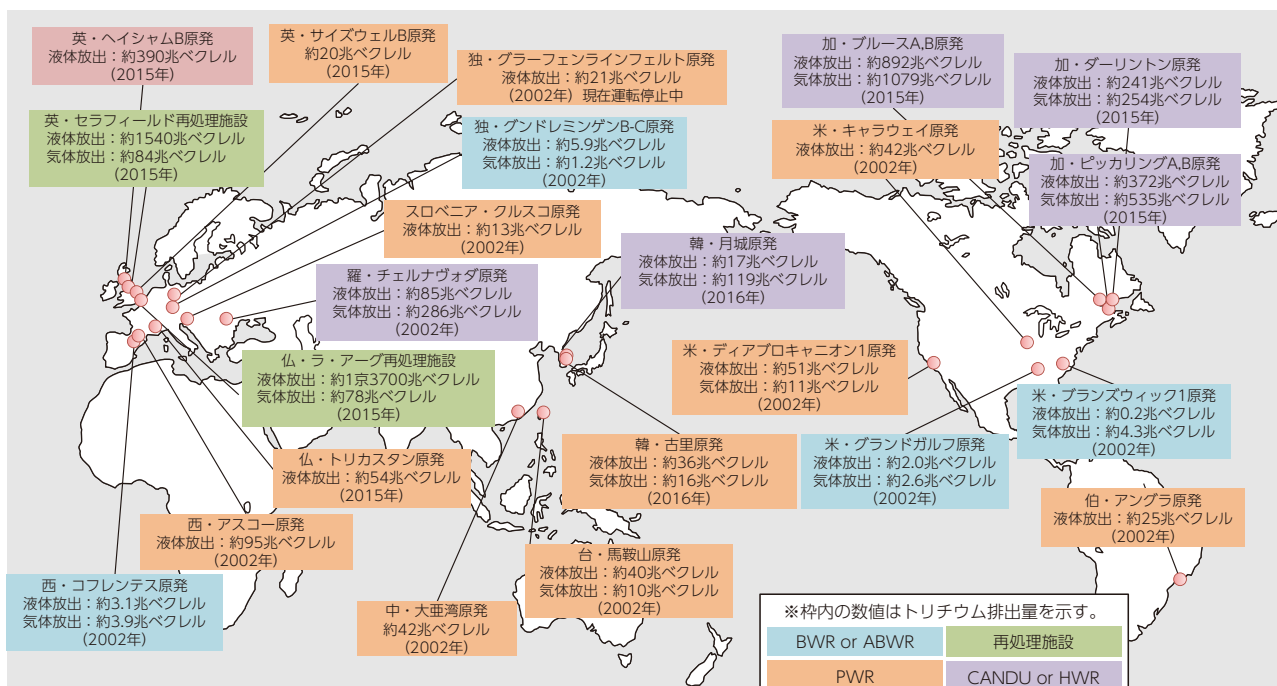 英・ヘイシャムB原発
液体放出：約390兆ベクレル
(2015年)
英・サイズウェルB原発
約20兆ベクレル
(2015年)
独・グラーフェンラインフェルト原発
液体放出：約21兆ベクレル
(2002年) 現在運転停止中
加・ブルースA,B原発
液体放出：約892兆ベクレル
気体放出：約1079兆ベクレル
(2015年)
加・ダーリントン原発
液体放出：約241兆ベクレル
気体放出：約254兆ベクレル
(2015年)
英・セラフィールド再処理施設
液体放出：約1540兆ベクレル
気体放出：約84兆ベクレル
(2015年)
独・グンドレミンゲンB-C原発
液体放出：約5.9兆ベクレル
気体放出：約1.2兆ベクレル
(2002年)
米・キャラウェイ原発
液体放出：約42兆ベクレル
(2002年)
加・ピッカリングA,B原発
液体放出：約372兆ベクレル
気体放出：約535兆ベクレル
(2015年)
スロベニア・クルスコ原発
液体放出：約13兆ベクレル
(2002年)
韓・月城原発
液体放出：約17兆ベクレル
気体放出：約119兆ベクレル
(2016年)
羅・チェルナヴォダ原発
液体放出：約85兆ベクレル
気体放出：約286兆ベクレル
(2002年)
仏・ラ・アーグ再処理施設
液体放出：約1京3700兆ベクレル
気体放出：約78兆ベクレル
(2015年)
米・ディアブロキャニオン1原発
液体放出：約51兆ベクレル
気体放出：約11兆ベクレル
(2002年)
米・ブランズウィック1原発
液体放出：約0.2兆ベクレル
気体放出：約4.3兆ベクレル
(2002年)
仏・トリカスタン原発
液体放出：約54兆ベクレル
(2015年)
韓・古里原発
液体放出：約36兆ベクレル
気体放出：約16兆ベクレル
(2016年)
米・グランドガルフ原発
液体放出：約2.0兆ベクレル
気体放出：約2.6兆ベクレル
(2002年)
伯・アングラ原発
液体放出：約25兆ベクレル
(2002年)
西・アスコー原発
液体放出：約95兆ベクレル
(2002年)
台・馬鞍山原発
液体放出：約40兆ベクレル
気体放出：約10兆ベクレル
(2002年)
西・コフレンテス原発
液体放出：約3.1兆ベクレル
気体放出：約3.9兆ベクレル
(2002年)
中・大亜湾原発
約42兆ベクレル
(2002年)
※枠内の数値はトリチウム排出量を示す。
BWR or ABWR
再処理施設
PWR
CANDU or HWR